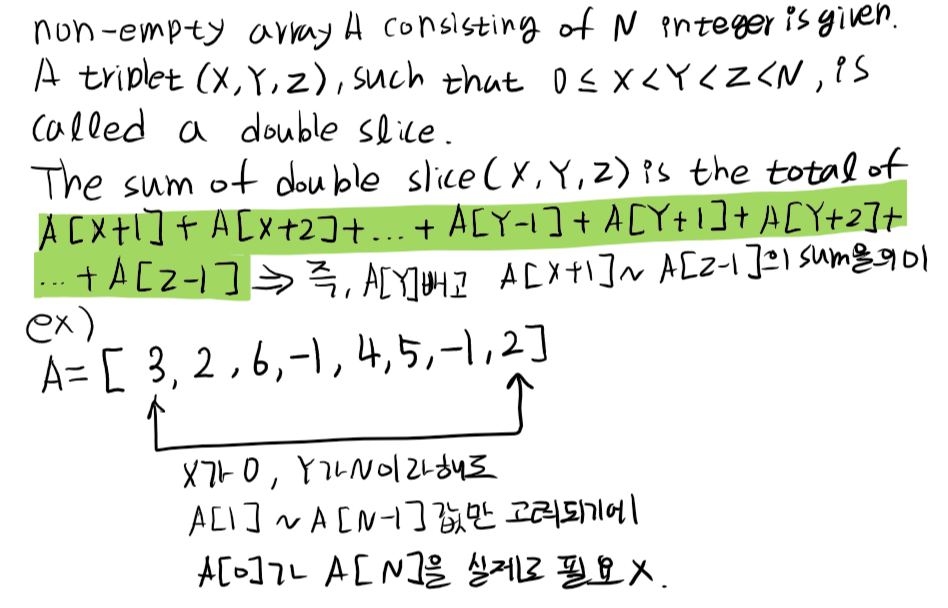 non-empty array A consisting of N integer is given.
A triplet (X,Y,Z), such that 0≤X<Y<Z<N, is
called a double slice.
The sum of double slice (X,Y,Z) is the total of
A[X+1] + A[X+2]+...+ A[Y-1] + A[Y+1] + A[Y+2]+
...+ A[Z-1] ⇒ 즉, A[Y]빼고 A[X+1]~A[Z-1]의 sum을 의미
ex)
A=[ 3, 2, 6, -1, 4, 5, -1, 2]
X가 0, Y가 N이라해도
A[1] ~ A[N-1] 값만 고려되기에
A[0]가 A[N]을 실제로 필요 X.